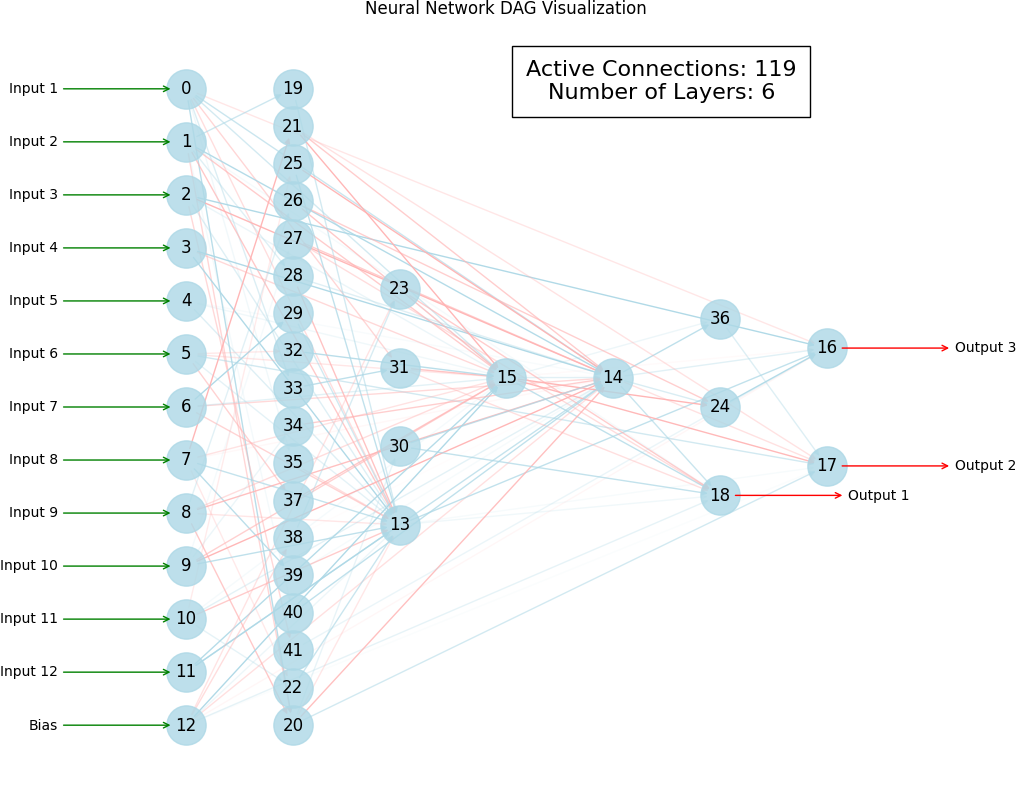 Neural Network DAG Visualization
Active Connections: 119
Number of Layers: 6
Input 1
0
19
Input 2
1
21
25
Input 3
2
26
Input 4
3
27
28
23
Input 5
4
29
36
Input 6
5
32
31
16
Output 3
33
15
14
Input 7
6
34
24
Input 8
7
35
30
17
Output 2
37
18
Output 1
Input 9
8
38
13
Input 10
9
39
Input 11
10
40
41
Input 12
11
22
Bias
12
20